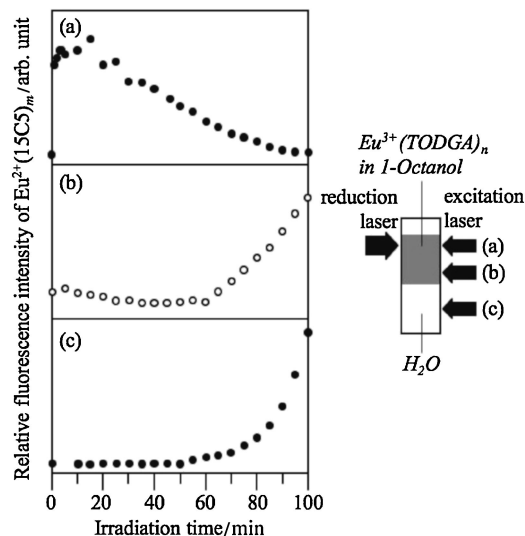 Relative fluorescence intensity of Eu²⁺(15C5)ₘ/arb. unit
(a)
(b)
(c)
0 20 40 60 80 100
Irradiation time/min
Eu³⁺(TODGA)ₙ
in 1-Octanol
reduction excitation
laser laser
(a)
(b)
(c)
H₂O